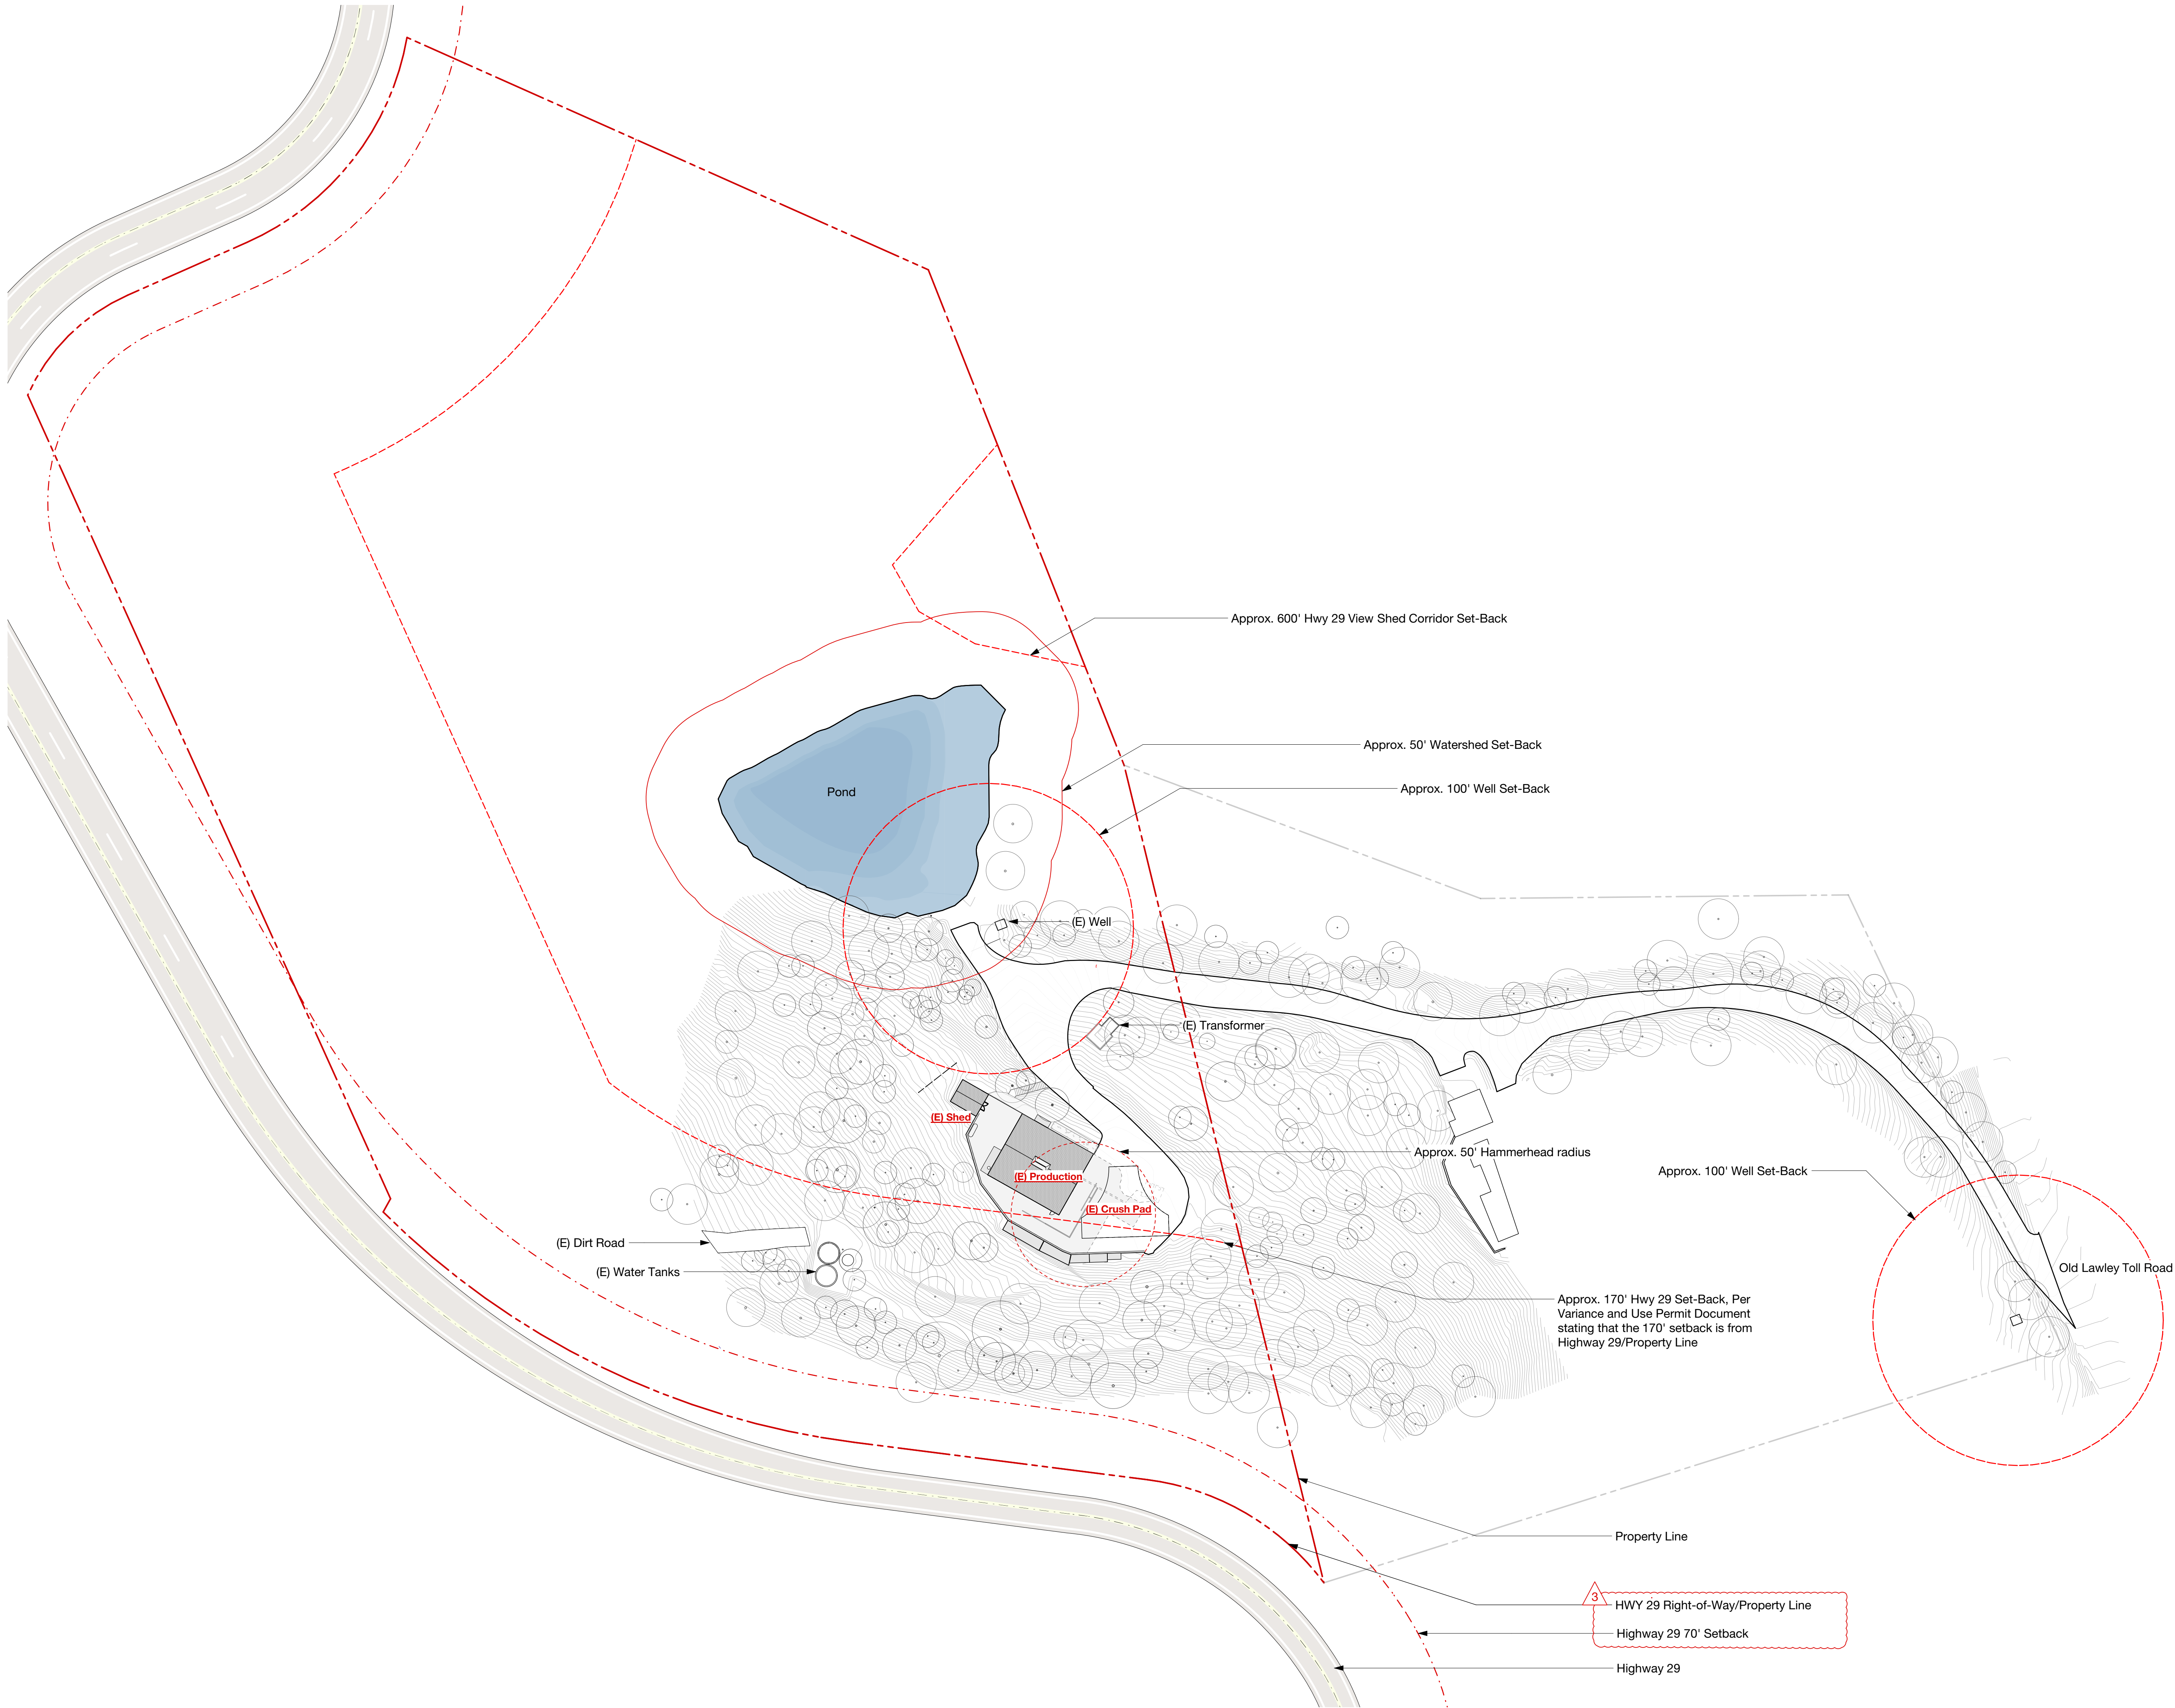 Approx. 600' Hwy 29 View Shed Corridor Set-Back
Approx. 50' Watershed Set-Back
Approx. 100' Well Set-Back
Pond
(E) Well
(E) Transformer
(E) Shed
Approx. 50' Hammerhead radius
(E) Production
Approx. 100' Well Set-Back
(E) Crush Pad
(E) Dirt Road
(E) Water Tanks
Old Lawley Toll Road
Approx. 170' Hwy 29 Set-Back, Per
Variance and Use Permit Document
stating that the 170' setback is from
Highway 29/Property Line
Property Line
3
HWY 29 Right-of-Way/Property Line
Highway 29 70' Setback
Highway 29